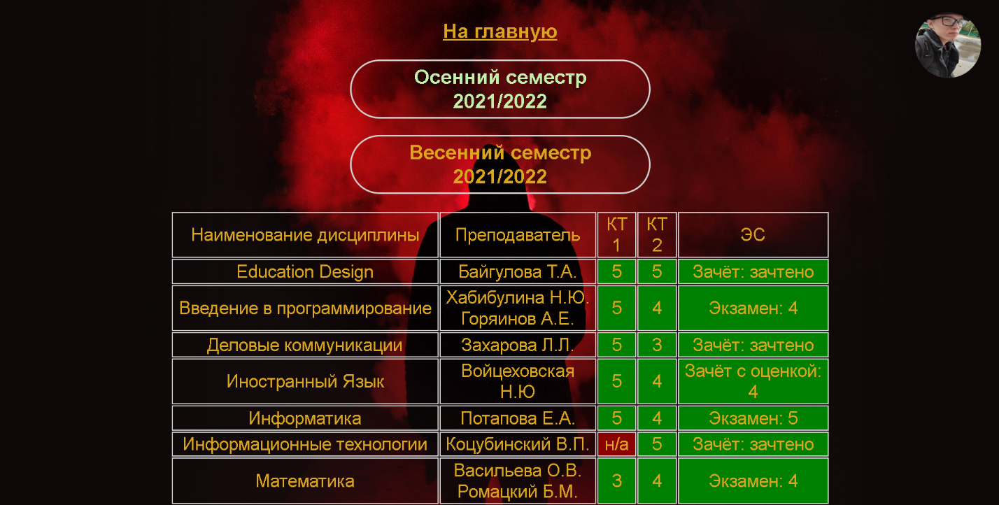 На главную
Осенний семестр
2021/2022
Весенний семестр
2021/2022
Наименование дисциплины Преподаватель КТ 1 КТ 2 ЭС
Education Design Байгулова Т.А. 5 5 Зачёт: зачтено
Введение в программирование Хабибулина Н.Ю. Горяинов А.Е. 5 4 Экзамен: 4
Деловые коммуникации Захарова Л.Л. 5 3 Зачёт: зачтено
Иностранный Язык Войцеховская Н.Ю 5 4 Зачёт с оценкой: 4
Информатика Потапова Е.А. 5 4 Экзамен: 5
Информационные технологии Коцубинский В.П. н/а 5 Зачёт: зачтено
Математика Васильева О.В. Ромацкий Б.М. 3 4 Экзамен: 4